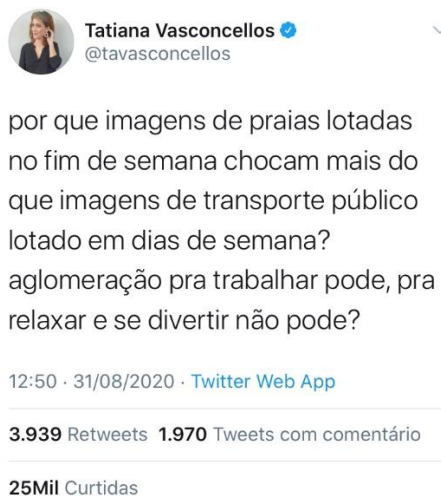 Tatiana Vasconcellos
@tavasconcellos
por que imagens de praias lotadas
no fim de semana chocam mais do
que imagens de transporte público
lotado em dias de semana?
aglomeração pra trabalhar pode, pra
relaxar e se divertir não pode?
12:50 · 31/08/2020 · Twitter Web App
3.939 Retweets 1.970 Tweets com comentário
25Mil Curtidas